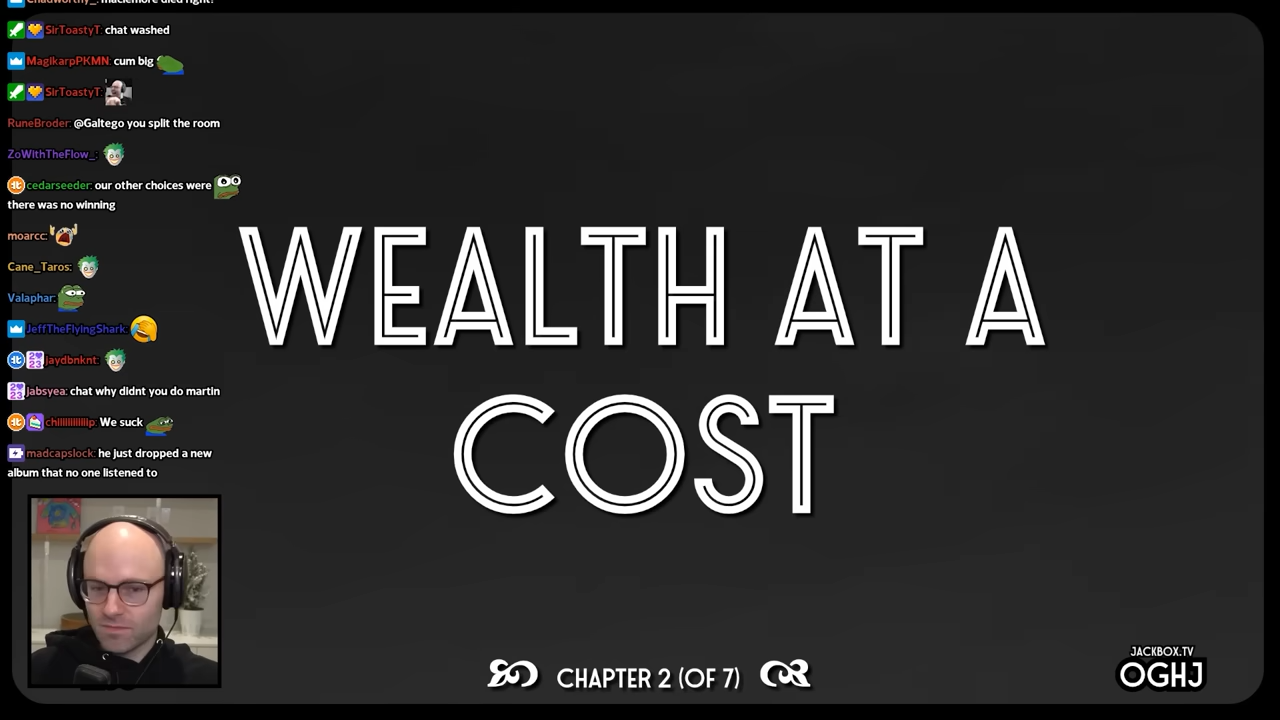 SirToastyT: chat washed
MagikarpPKMN: cum big
SirToastyT:
RuneBroder: @Galtego you split the room
ZoWithTheFlow_:
cedarseeder: our other choices were
there was no winning
moarcc:
Cane_Taros:
Valaphar:
JeffTheFlyingShark:
jaydbnknt:
Jabsyea: chat why didnt you do martin
We suck
madcapslock: he just dropped a new
album that no one listened to
WEALTH AT A
COST
CHAPTER 2 (OF 7)
JACKBOX.TV
OGHJ